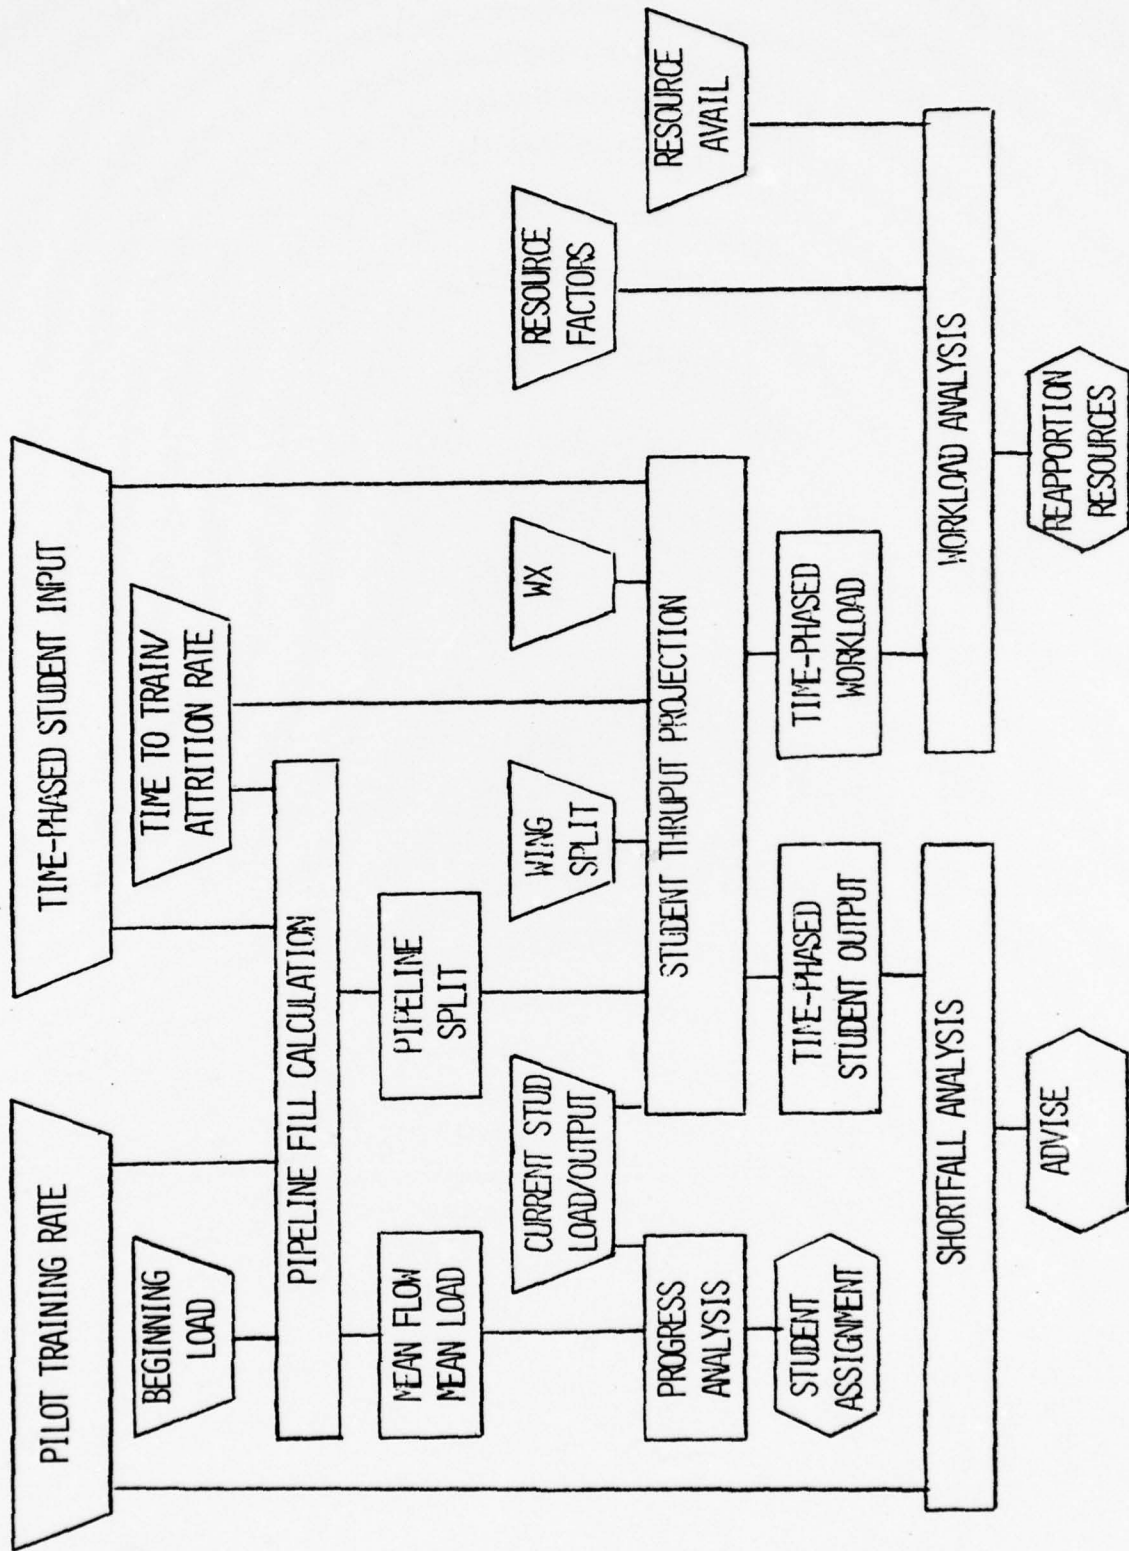 PILOT TRAINING RATE
TIME-PHASED STUDENT INPUT
BEGINNING
LOAD
TIME TO TRAIN/
ATTRITION RATE
PIPELINE FILL CALCULATION
MEAN FLOW
MEAN LOAD
PIPELINE
SPLIT
CURRENT STUD
LOAD/OUTPUT
WING
SPLIT
WX
RESOURCE
FACTORS
PROGRESS
ANALYSIS
STUDENT THRUPUT PROJECTION
RESOURCE
AVAIL
STUDENT
ASSIGNMENT
TIME-PHASED
STUDENT OUTPUT
TIME-PHASED
WORKLOAD
SHORTFALL ANALYSIS
WORKLOAD ANALYSIS
ADVISE
REAPPORTION
RESOURCES